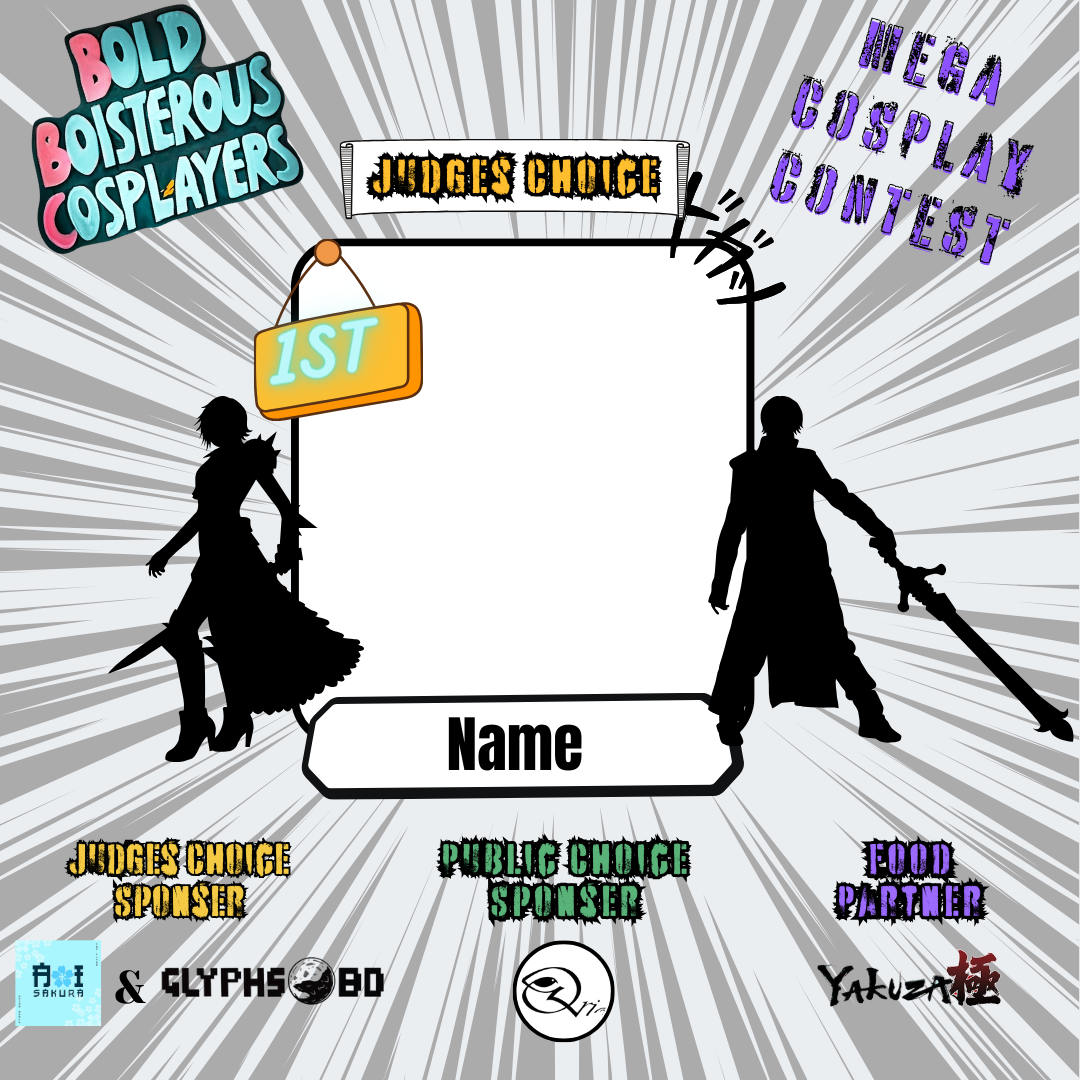 BOLD
BOISTEROUS
COSPLAYERS
MEGA
COSPLAY
CONTEST
JUDGES CHOICE
1ST
Name
JUDGES CHOICE
SPONSER
PUBLIC CHOICE
SPONSER
FOOD
PARTNER
SAKURA
&
GLYPHS BD
YAKUZA極